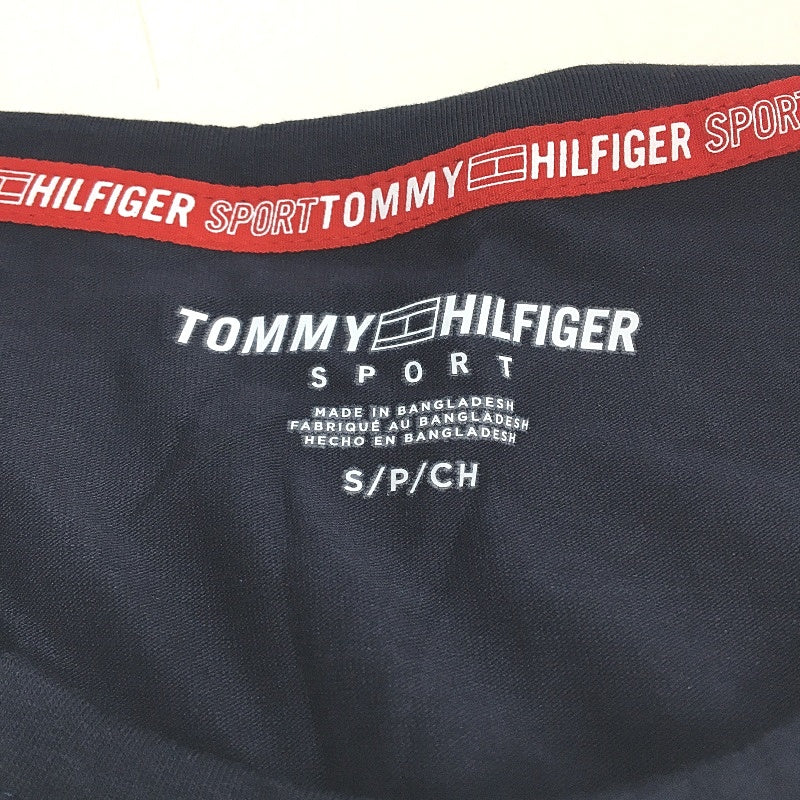 HILFIGER SPORT TOMMY HILFIGER SPORT
TOMMY HILFIGER
SPORT
MADE IN BANGLADESH
FABRIQUÉ AU BANGLADESH
HECHO EN BANGLADESH
S/P/CH